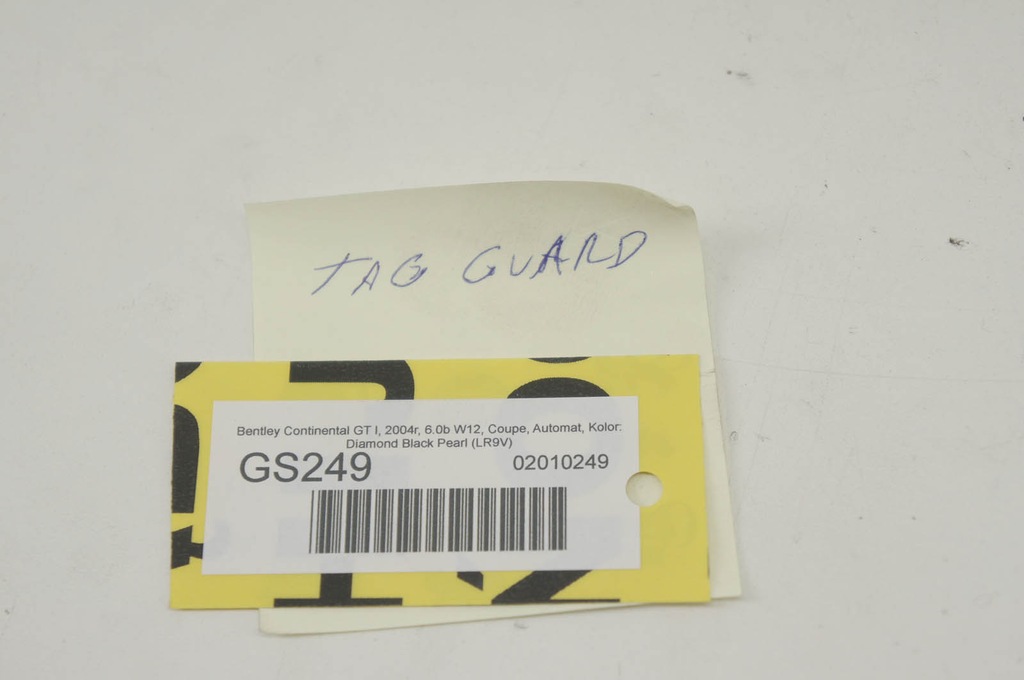 TAG GUARD
Bentley Continental GT I, 2004r, 6.0b W12, Coupe, Automat, Kolor:
Diamond Black Pearl (LR9V)
GS249
02010249